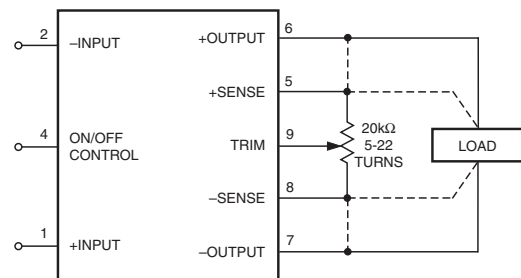 2
–INPUT
4
ON/OFF
CONTROL
1
+INPUT
+OUTPUT
6
+SENSE
5
TRIM
9
20kΩ
5-22
TURNS
LOAD
–SENSE
8
–OUTPUT
7